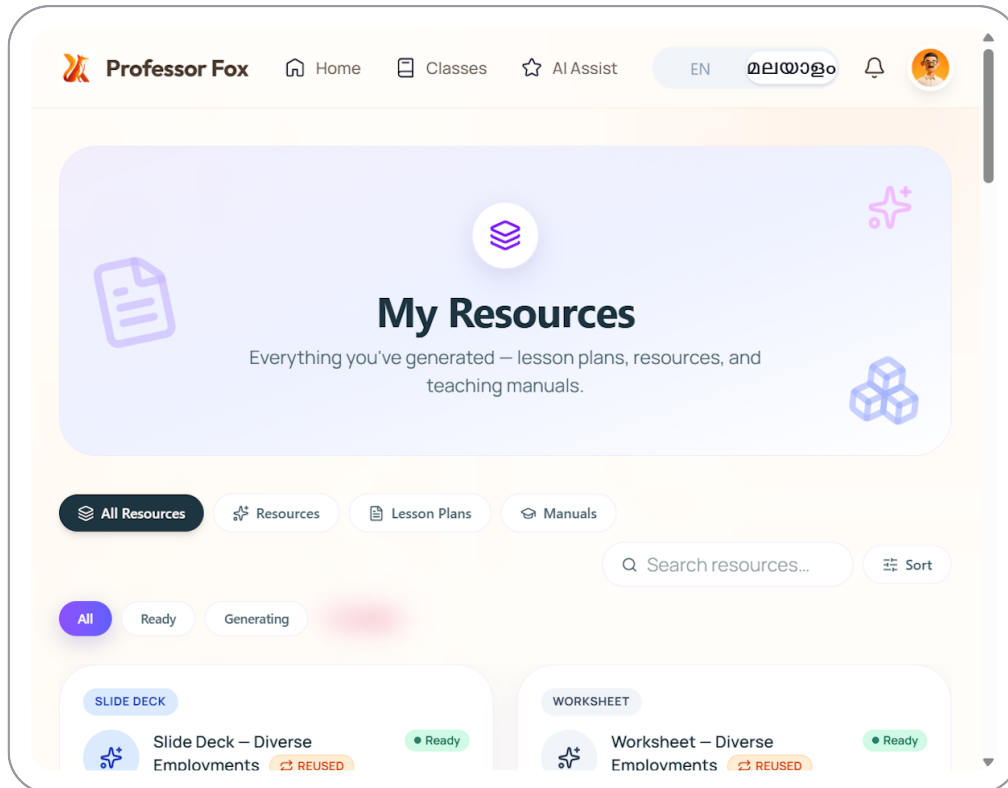 Professor Fox
Home
Classes
AI Assist
EN
മലയാളം
My Resources
Everything you've generated — lesson plans, resources, and
teaching manuals.
All Resources
Resources
Lesson Plans
Manuals
Search resources...
Sort
All
Ready
Generating
SLIDE DECK
Slide Deck — Diverse
Employments REUSED
Ready
WORKSHEET
Worksheet — Diverse
Employments REUSED
Ready